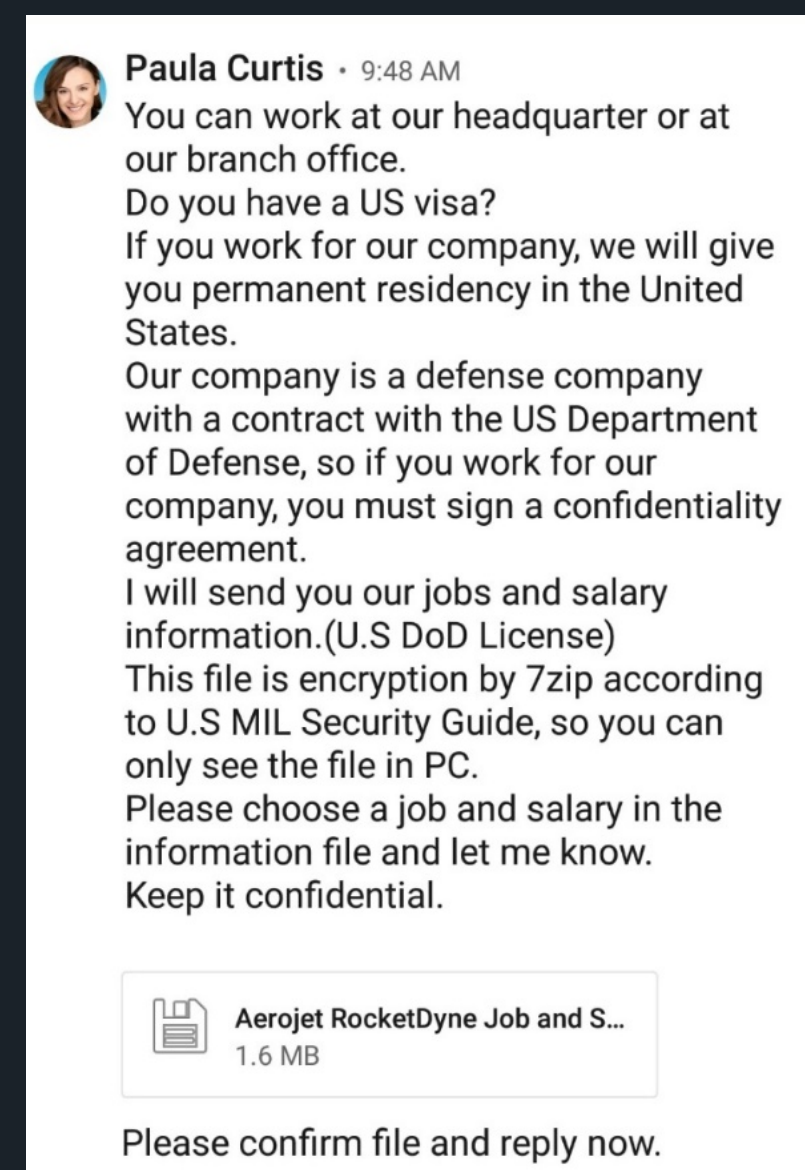 Paula Curtis • 9:48 AM
You can work at our headquarter or at
our branch office.
Do you have a US visa?
If you work for our company, we will give
you permanent residency in the United
States.
Our company is a defense company
with a contract with the US Department
of Defense, so if you work for our
company, you must sign a confidentiality
agreement.
I will send you our jobs and salary
information.(U.S DoD License)
This file is encryption by 7zip according
to U.S MIL Security Guide, so you can
only see the file in PC.
Please choose a job and salary in the
information file and let me know.
Keep it confidential.
Aerojet RocketDyne Job and S...
1.6 MB
Please confirm file and reply now.